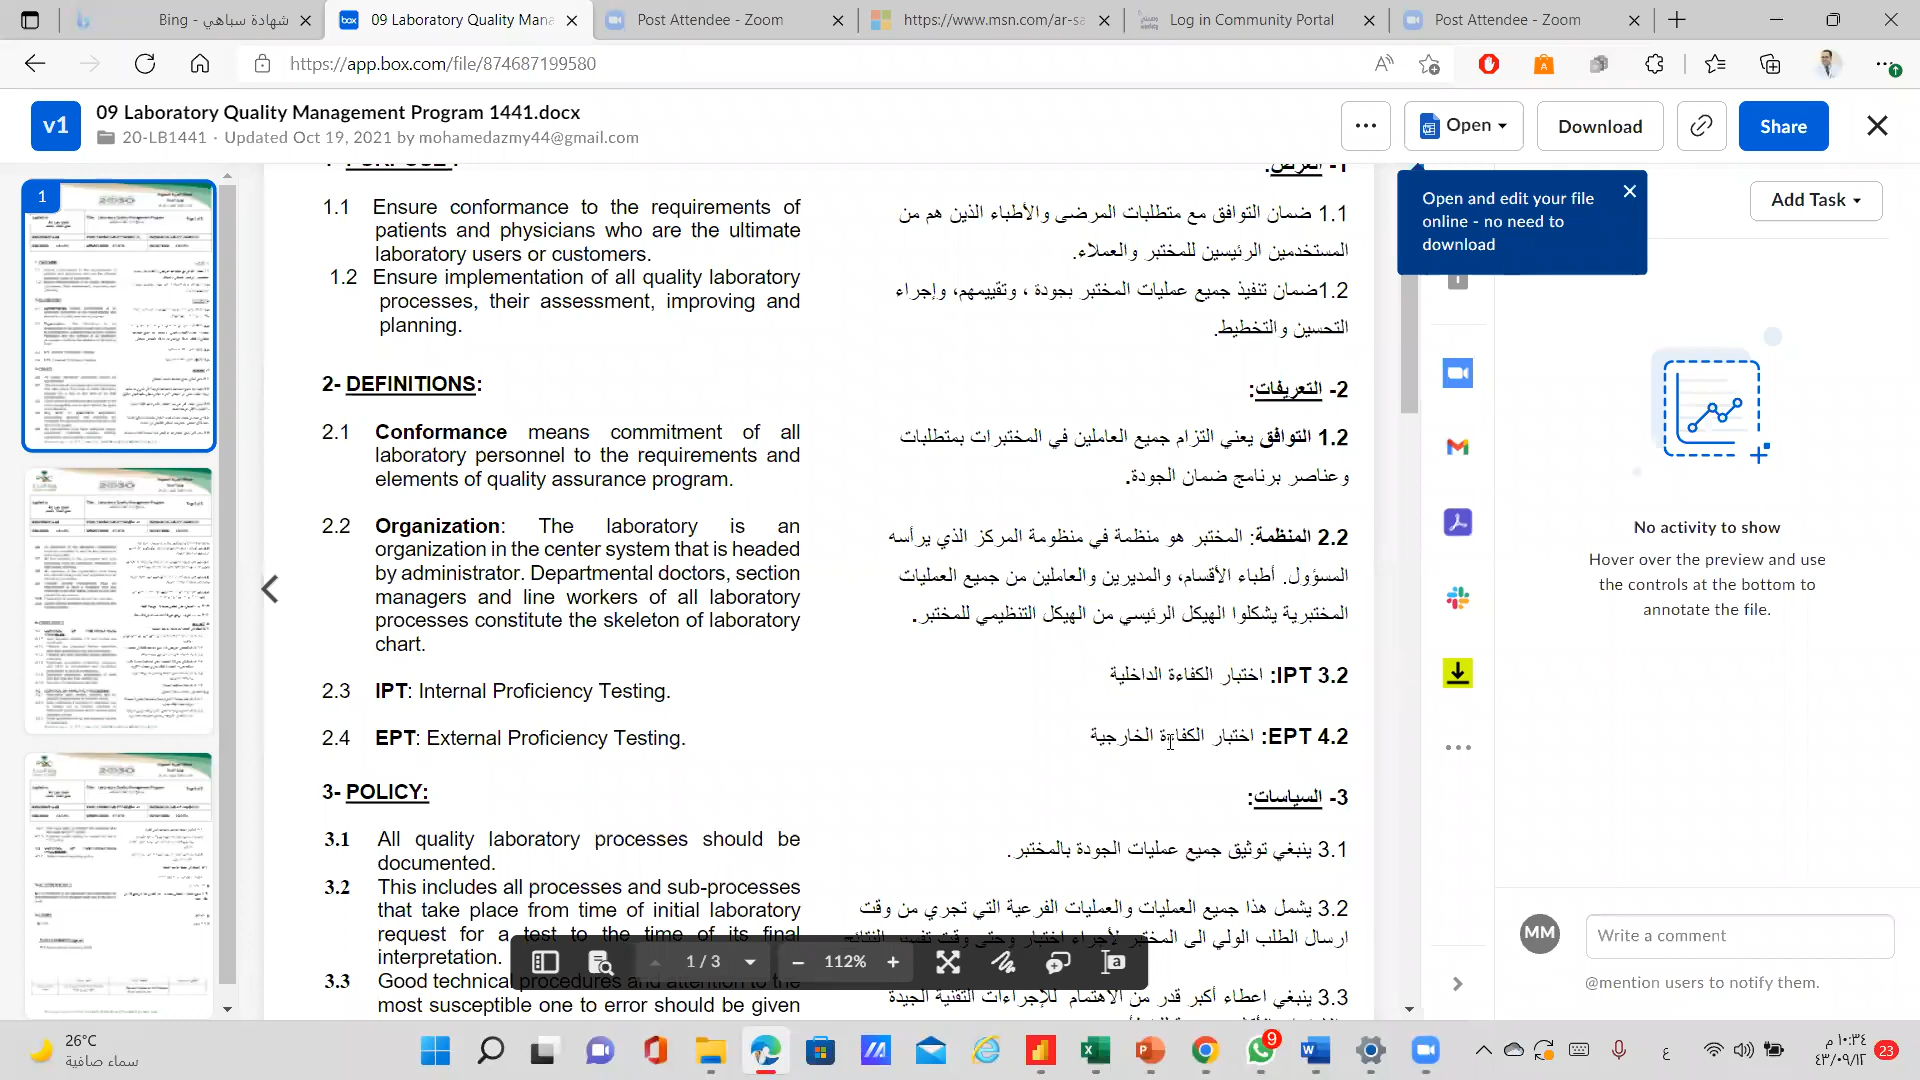 شهادة سباهي - Bing
09 Laboratory Quality Mana
Post Attendee - Zoom
https://www.msn.com/ar-sa
Log in Community Portal
Post Attendee - Zoom
https://app.box.com/file/874687199580
v1
09 Laboratory Quality Management Program 1441.docx
20-LB1441 · Updated Oct 19, 2021 by mohamedazmy44@gmail.com
Open
Download
Share
Open and edit your file
online - no need to
download
Add Task
1
1.1 Ensure conformance to the requirements of
patients and physicians who are the ultimate
laboratory users or customers.
1.2 Ensure implementation of all quality laboratory
processes, their assessment, improving and
planning.
2- DEFINITIONS:
2.1 Conformance means commitment of all
laboratory personnel to the requirements and
elements of quality assurance program.
2.2 Organization: The laboratory is an
organization in the center system that is headed
by administrator. Departmental doctors, section
managers and line workers of all laboratory
processes constitute the skeleton of laboratory
chart.
2.3 IPT: Internal Proficiency Testing.
2.4 EPT: External Proficiency Testing.
3- POLICY:
3.1 All quality laboratory processes should be
documented.
3.2 This includes all processes and sub-processes
that take place from time of initial laboratory
request for a test to the time of its final
interpretation.
3.3 Good technical procedures and attention to the
most susceptible one to error should be given
1- الغرض:
1.1 ضمان التوافق مع متطلبات المرضى والأطباء الذين هم من
المستخدمين الرئيسين للمختبر والعملاء.
1.2ضمان تنفيذ جميع عمليات المختبر بجودة ، وتقييمهم، وإجراء
التحسين والتخطيط.
2- التعريفات:
1.2 التوافق يعني التزام جميع العاملين في المختبرات بمتطلبات
وعناصر برنامج ضمان الجودة.
2.2 المنظمة: المختبر هو منظمة في منظومة المركز الذي يرأسه
المسؤول. أطباء الأقسام، والمديرين والعاملين من جميع العمليات
المختبرية يشكلوا الهيكل الرئيسي من الهيكل التنظيمي للمختبر.
3.2 IPT: اختبار الكفاءة الداخلية
4.2 EPT: اختبار الكفاءة الخارجية
3- السياسات:
3.1 ينبغي توثيق جميع عمليات الجودة بالمختبر.
3.2 يشمل هذا جميع العمليات والعمليات الفرعية التي تجري من وقت
ارسال الطلب الولي الى المختبر لأجراء اختبار وحتى وقت تفسير النتائج
3.3 ينبغي اعطاء أكبر قدر من الاهتمام للإجراءات التقنية الجيدة
1 / 3
112%
No activity to show
Hover over the preview and use
the controls at the bottom to
annotate the file.
MM
Write a comment
@mention users to notify them.
26°C
سماء صافية
9
ع
١٠:٣٤ م
٤٣/٠٩/١٢
23